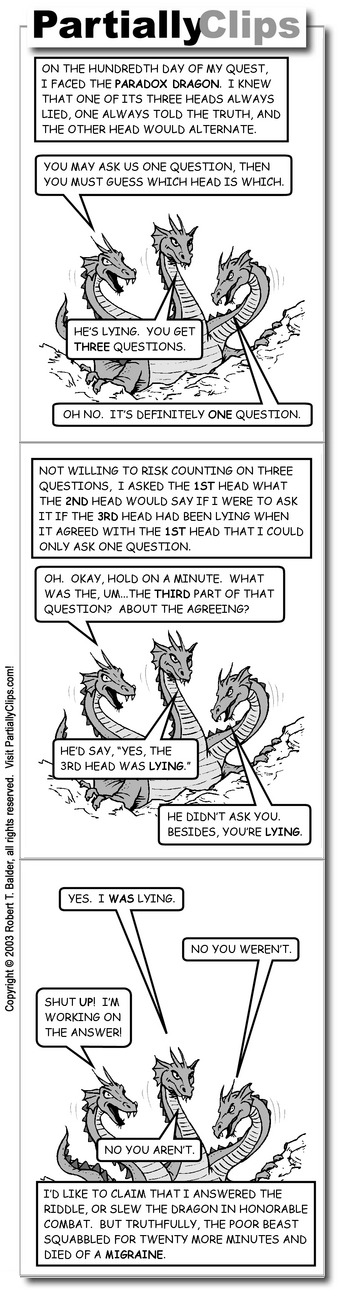 PartiallyClips
ON THE HUNDREDTH DAY OF MY QUEST,
I FACED THE PARADOX DRAGON. I KNEW
THAT ONE OF ITS THREE HEADS ALWAYS
LIED, ONE ALWAYS TOLD THE TRUTH, AND
THE OTHER HEAD WOULD ALTERNATE.
YOU MAY ASK US ONE QUESTION, THEN
YOU MUST GUESS WHICH HEAD IS WHICH.
HE'S LYING. YOU GET
THREE QUESTIONS.
OH NO. IT'S DEFINITELY ONE QUESTION.
NOT WILLING TO RISK COUNTING ON THREE
QUESTIONS, I ASKED THE 1ST HEAD WHAT
THE 2ND HEAD WOULD SAY IF I WERE TO ASK
IT IF THE 3RD HEAD HAD BEEN LYING WHEN
IT AGREED WITH THE 1ST HEAD THAT I COULD
ONLY ASK ONE QUESTION.
OH. OKAY, HOLD ON A MINUTE. WHAT
WAS THE, UM...THE THIRD PART OF THAT
QUESTION? ABOUT THE AGREEING?
HE'D SAY, "YES, THE
3RD HEAD WAS LYING."
HE DIDN'T ASK YOU.
BESIDES, YOU'RE LYING.
YES. I WAS LYING.
NO YOU WEREN'T.
SHUT UP! I'M
WORKING ON
THE ANSWER!
NO YOU AREN'T.
I'D LIKE TO CLAIM THAT I ANSWERED THE
RIDDLE, OR SLEW THE DRAGON IN HONORABLE
COMBAT. BUT TRUTHFULLY, THE POOR BEAST
SQUABBLED FOR TWENTY MORE MINUTES AND
DIED OF A MIGRAINE.
Copyright © 2003 Robert T. Balder, all rights reserved. Visit PartiallyClips.com!